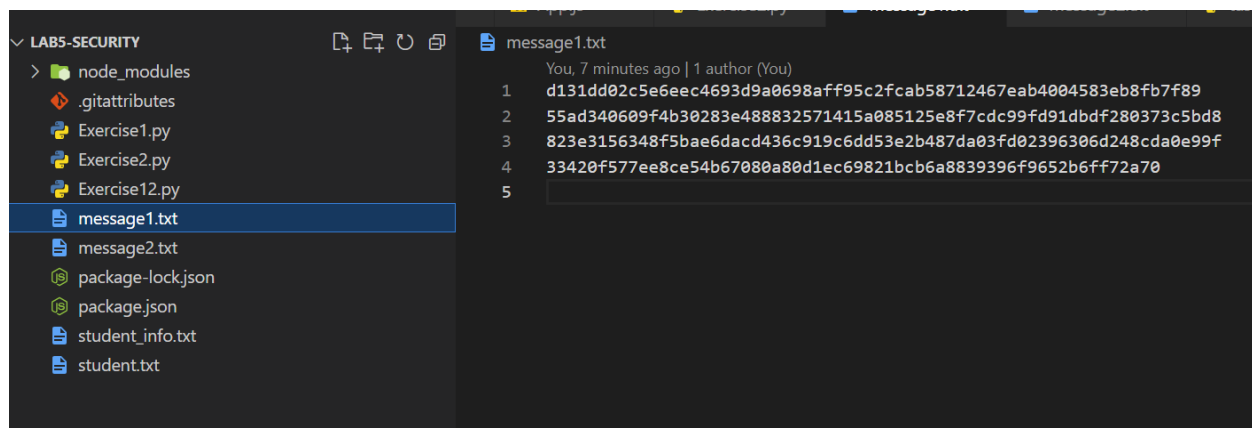 LAB5-SECURITY
node_modules
.gitattributes
Exercise1.py
Exercise2.py
Exercise12.py
message1.txt
message2.txt
package-lock.json
package.json
student_info.txt
student.txt
message1.txt
You, 7 minutes ago | 1 author (You)
1 d131dd02c5e6eec4693d9a0698aff95c2fcab58712467eab4004583eb8fb7f89
2 55ad340609f4b30283e488832571415a085125e8f7cdc99fd91dbdf280373c5bd8
3 823e3156348f5bae6dacd436c919c6dd53e2b487da03fd02396306d248cda0e99f
4 33420f577ee8ce54b67080a80d1ec69821bcb6a8839396f9652b6ff72a70
5